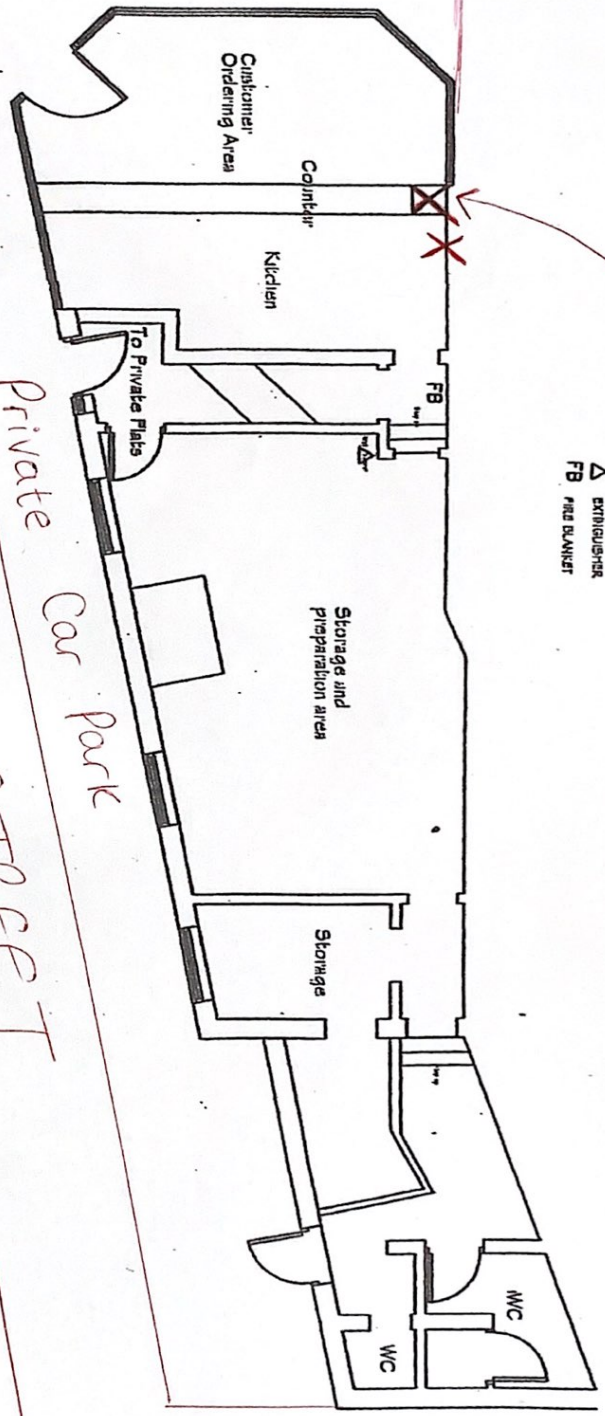 EXTINGUISHER
FB FIRE BLANKET
Customer
Ordering Area
Counter
Kitchen
To Private Flats
FB
Storage and
preparation area
Storage
WC
WC
Private Car Park
STREET